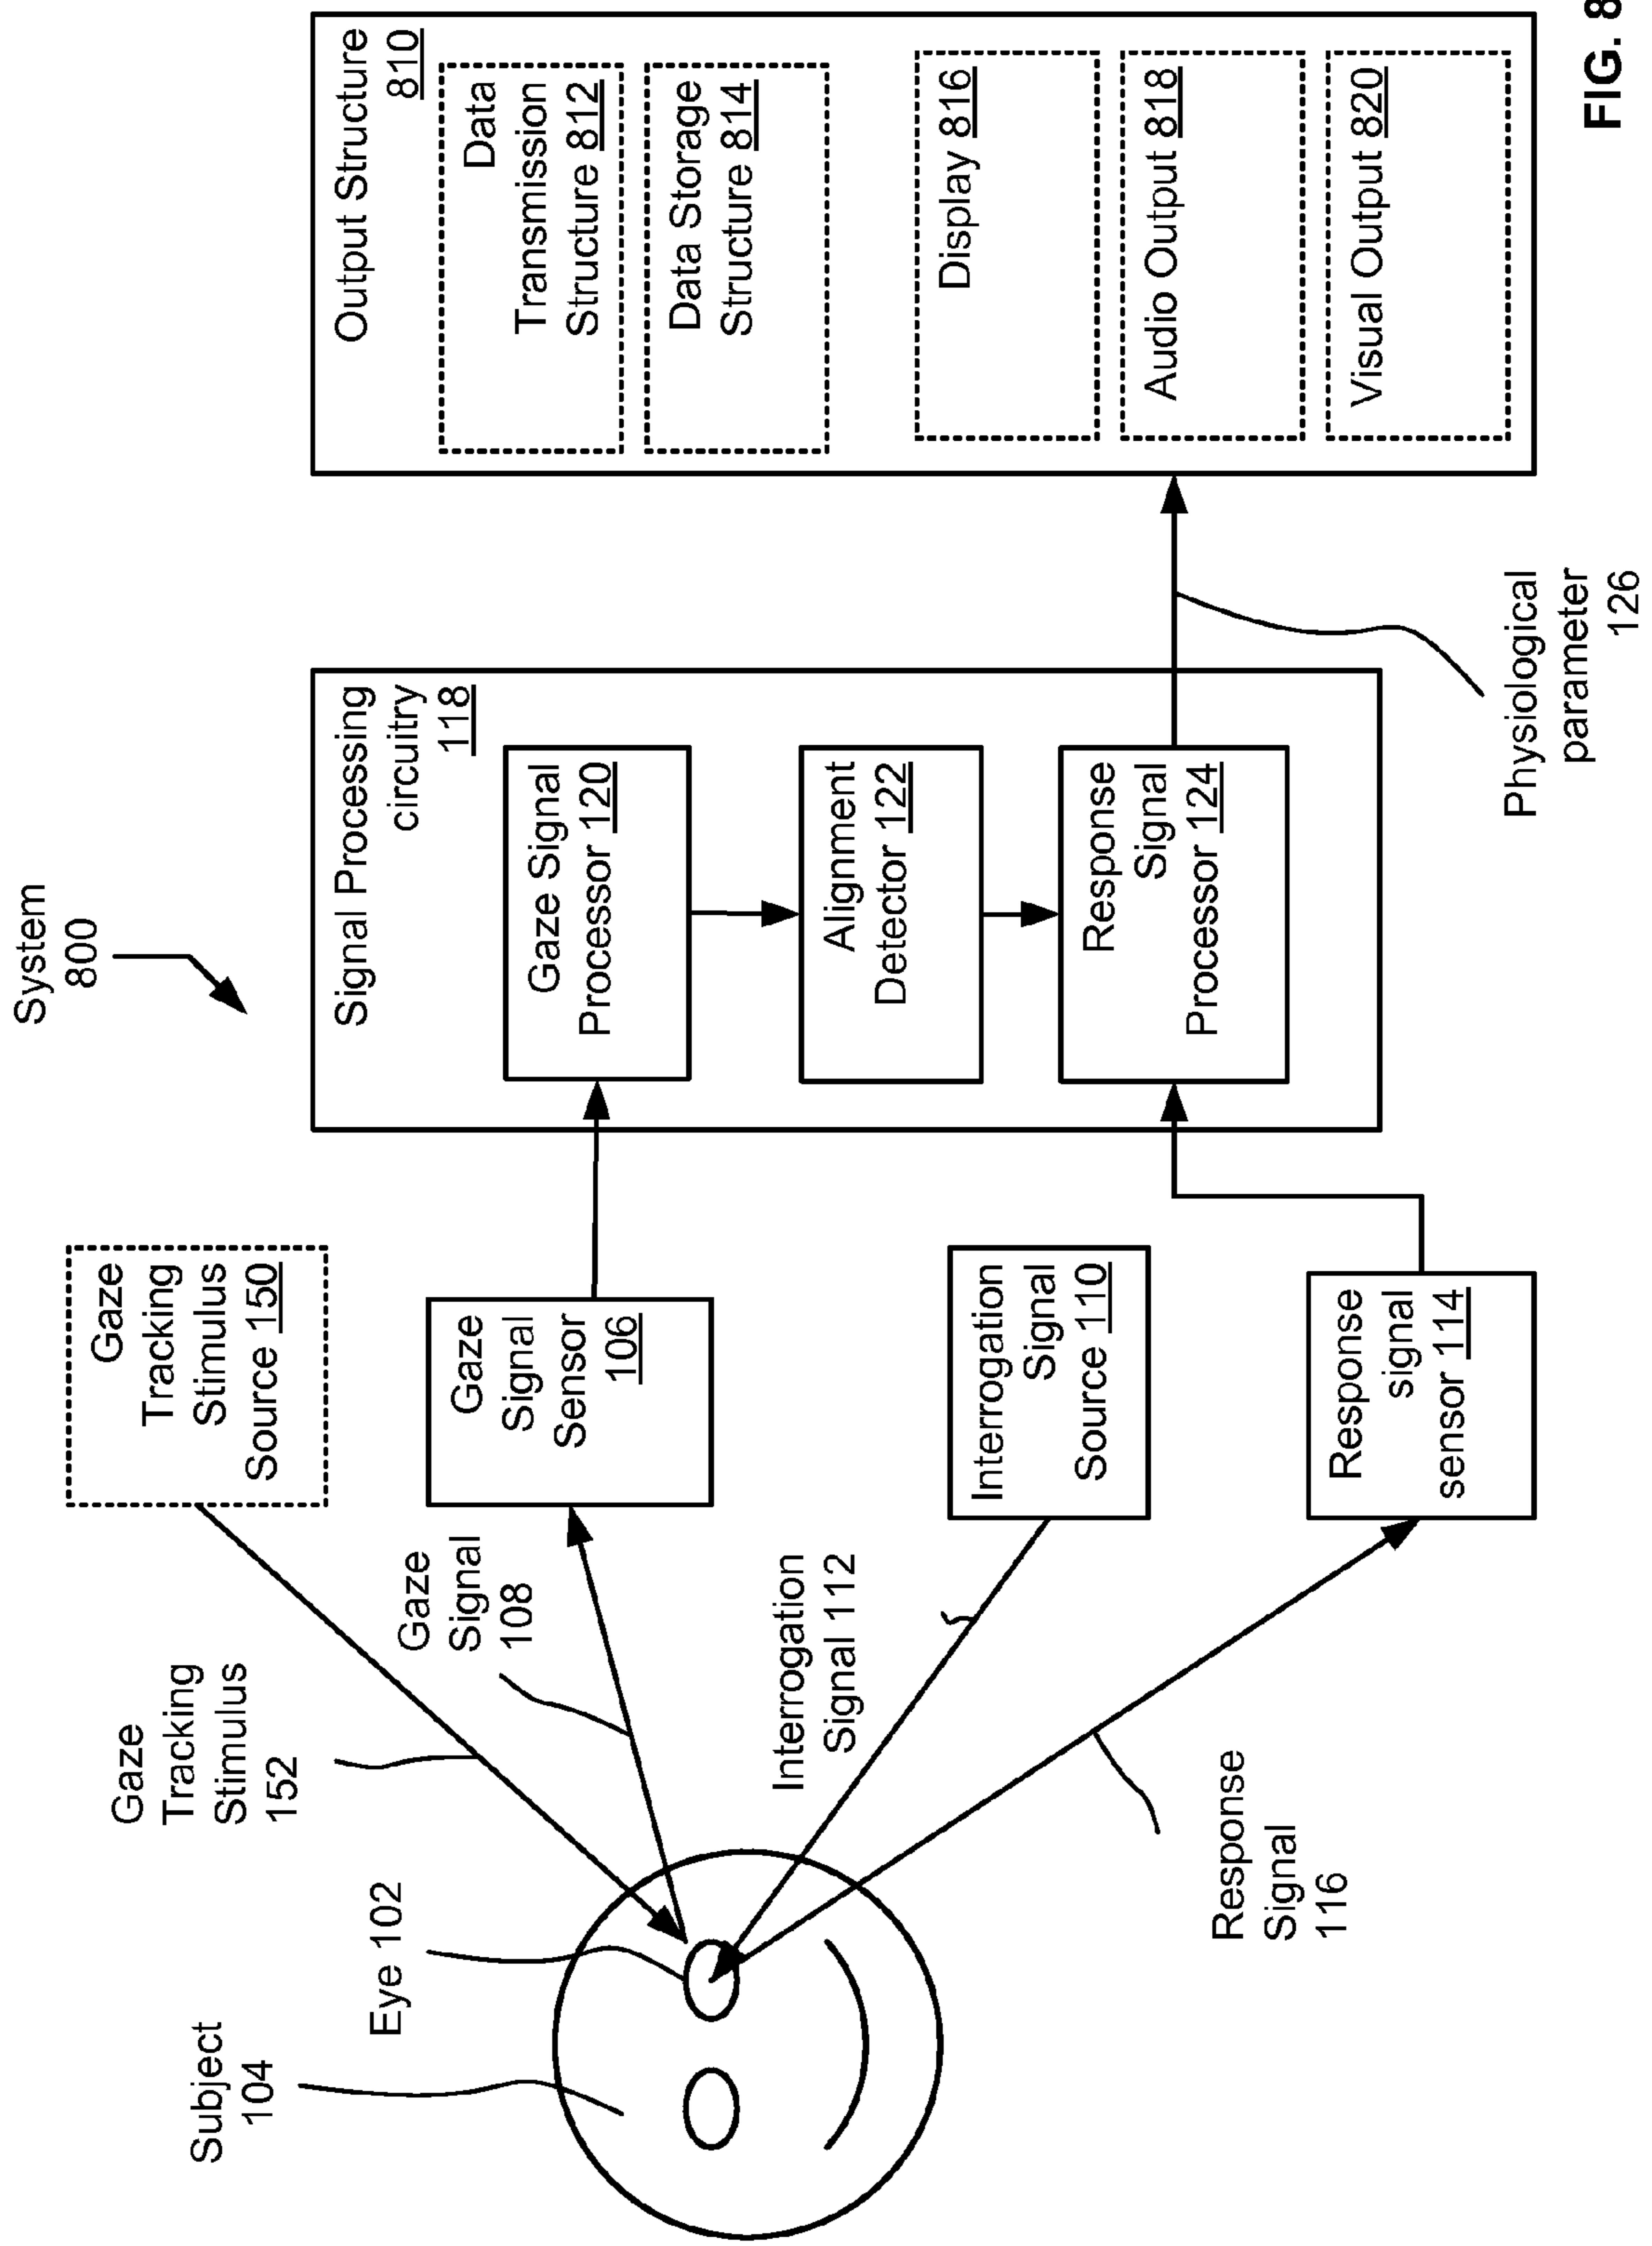 System
800
Gaze
Tracking
Stimulus
152
Gaze
Tracking
Stimulus
Source 150
Subject
104
Eye 102
Gaze
Signal
108
Gaze
Signal
Sensor
106
Interrogation
Signal 112
Interrogation
Signal
Source 110
Response
Signal
116
Response
signal
sensor 114
Signal Processing
circuitry
118
Gaze Signal
Processor 120
Alignment
Detector 122
Response
Signal
Processor 124
Physiological
parameter
126
Output Structure
810
Data
Transmission
Structure 812
Data Storage
Structure 814
Display 816
Audio Output 818
Visual Output 820
FIG. 8